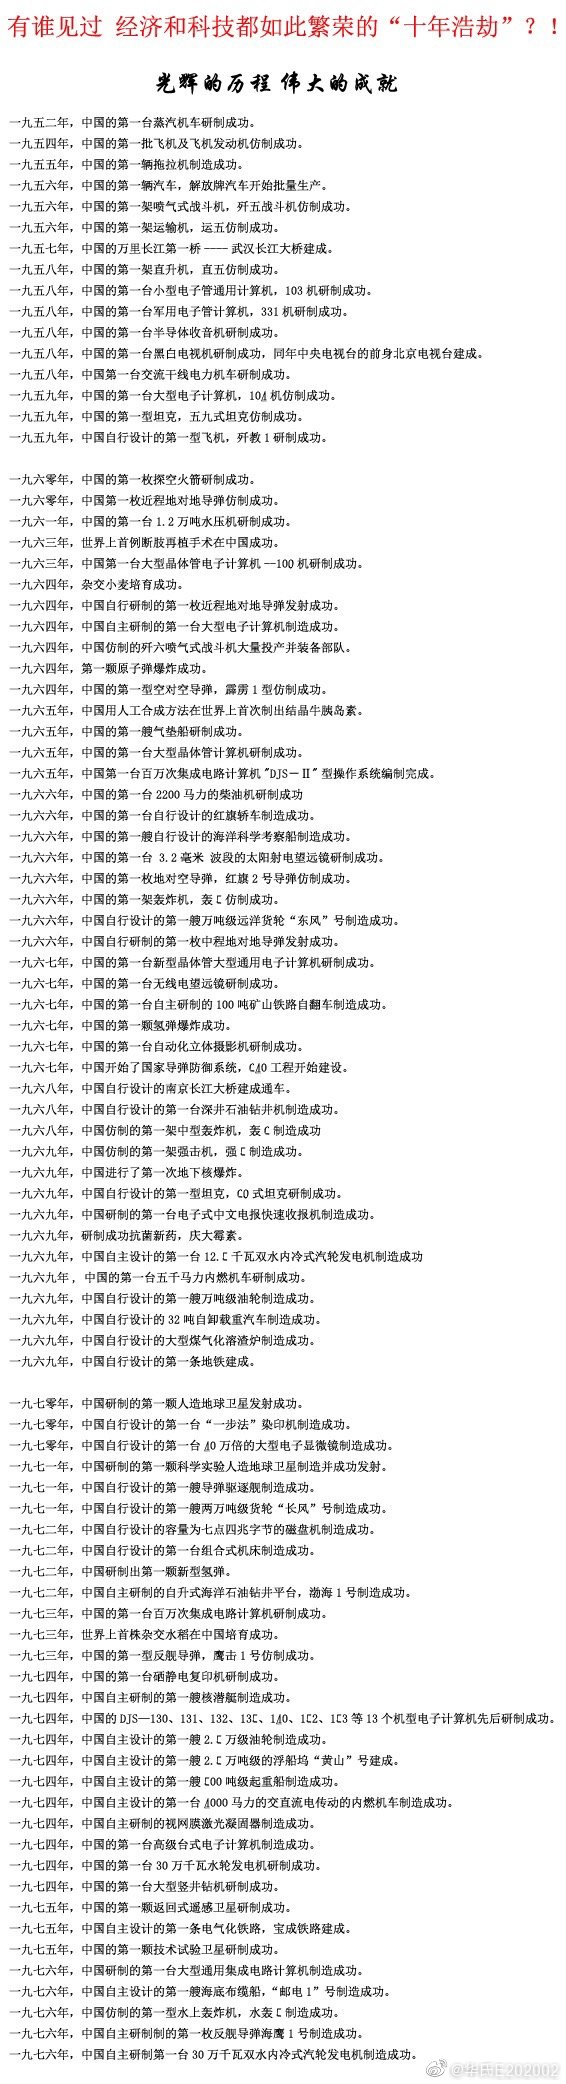 有谁见过 经济和科技都如此繁荣的“十年浩劫”？！
光辉的历程 伟大的成就
一九五二年，中国的第一台蒸汽机车研制成功。
一九五四年，中国的第一批飞机及飞机发动机仿制成功。
一九五五年，中国的第一辆拖拉机制造成功。
一九五六年，中国的第一辆汽车，解放牌汽车开始批量生产。
一九五六年，中国的第一架喷气式战斗机，歼五战斗机仿制成功。
一九五六年，中国的第一架运输机，运五仿制成功。
一九五七年，中国的万里长江第一桥----武汉长江大桥建成。
一九五八年，中国的第一架直升机，直五仿制成功。
一九五八年，中国的第一台小型电子管通用计算机，103机研制成功。
一九五八年，中国的第一台军用电子管计算机，331机研制成功。
一九五八年，中国的第一台半导体收音机研制成功。
一九五八年，中国的第一台黑白电视机研制成功，同年中央电视台的前身北京电视台建成。
一九五八年，中国第一台交流干线电力机车研制成功。
一九五九年，中国的第一台大型电子计算机，104机仿制成功。
一九五九年，中国的第一型坦克，五九式坦克仿制成功。
一九五九年，中国自行设计的第一型飞机，歼教1研制成功。
一九六零年，中国的第一枚探空火箭研制成功。
一九六零年，中国第一枚近程地对地导弹仿制成功。
一九六一年，中国的第一台1.2万吨水压机研制成功。
一九六三年，世界上首例断肢再植手术在中国成功。
一九六三年，中国第一台大型晶体管电子计算机--109机研制成功。
一九六四年，杂交小麦培育成功。
一九六四年，中国自行研制的第一枚近程地对地导弹发射成功。
一九六四年，中国自主研制的第一台大型电子计算机制造成功。
一九六四年，中国仿制的歼六喷气式战斗机大量投产并装备部队。
一九六四年，第一颗原子弹爆炸成功。
一九六四年，中国的第一型空对空导弹，霹雳1型仿制成功。
一九六五年，中国用人工合成方法在世界上首次制出结晶牛胰岛素。
一九六五年，中国的第一艘气垫船研制成功。
一九六五年，中国的第一台大型晶体管计算机研制成功。
一九六五年，中国第一台百万次集成电路计算机"DJS－Ⅱ"型操作系统编制完成。
一九六六年，中国的第一台2200马力的柴油机研制成功
一九六六年，中国的第一台自行设计的红旗轿车制造成功。
一九六六年，中国的第一艘自行设计的海洋科学考察船制造成功。
一九六六年，中国的第一台 3.2毫米 波段的太阳射电望远镜研制成功。
一九六六年，中国的第一枚地对空导弹，红旗2号导弹仿制成功。
一九六六年，中国的第一架轰炸机，轰5仿制成功。
一九六六年，中国自行设计的第一艘万吨级远洋货轮“东风”号制造成功。
一九六六年，中国自行研制的第一枚中程地对地导弹发射成功。
一九六七年，中国的第一台新型晶体管大型通用电子计算机研制成功。
一九六七年，中国的第一台无线电望远镜研制成功。
一九六七年，中国的第一台自主研制的100吨矿山铁路自翻车制造成功。
一九六七年，中国的第一颗氢弹爆炸成功。
一九六七年，中国的第一台自动化立体摄影机研制成功。
一九六七年，中国开始了国家导弹防御系统，640工程开始建设。
一九六八年，中国自行设计的南京长江大桥建成通车。
一九六八年，中国自行设计的第一台深井石油钻井机制造成功。
一九六八年，中国仿制的第一架中型轰炸机，轰6制造成功
一九六九年，中国仿制的第一架强击机，强5制造成功。
一九六九年，中国进行了第一次地下核爆炸。
一九六九年，中国自行设计的第一型坦克，69式坦克研制成功。
一九六九年，中国研制的第一台电子式中文电报快速收报机制造成功。
一九六九年，研制成功抗菌新药，庆大霉素。
一九六九年，中国自主设计的第一台12.5千瓦双水内冷式汽轮发电机制造成功
一九六九年，中国的第一台五千马力内燃机车研制成功。
一九六九年，中国自行设计的第一艘万吨级油轮制造成功。
一九六九年，中国自行设计的32吨自卸载重汽车制造成功。
一九六九年，中国自行设计的大型煤气化溶渣炉制造成功。
一九六九年，中国自行设计的第一条地铁建成。
一九七零年，中国研制的第一颗人造地球卫星发射成功。
一九七零年，中国自行设计的第一台“一步法”染印机制造成功。
一九七零年，中国自行设计的第一台40万倍的大型电子显微镜制造成功。
一九七一年，中国研制的第一颗科学实验人造地球卫星制造并成功发射。
一九七一年，中国自行设计的第一艘导弹驱逐舰制造成功。
一九七一年，中国自行设计的第一艘两万吨级货轮“长风”号制造成功。
一九七二年，中国自行设计的容量为七点四兆字节的磁盘机制造成功。
一九七二年，中国自行设计的第一台组合式机床制造成功。
一九七二年，中国研制出第一颗新型氢弹。
一九七二年，中国自主研制的自升式海洋石油钻井平台，渤海1号制造成功。
一九七三年，中国的第一台百万次集成电路计算机研制成功。
一九七三年，世界上首株杂交水稻在中国培育成功。
一九七三年，中国的第一型反舰导弹，鹰击1号仿制成功。
一九七四年，中国的第一台硒静电复印机研制成功。
一九七四年，中国自主研制的第一艘核潜艇制造成功。
一九七四年，中国的DJS—130、131、132、135、140、152、153等13个机型电子计算机先后研制成功。
一九七四年，中国自主设计的第一艘2.5万级油轮制造成功。
一九七四年，中国自主设计的第一艘2.5万吨级的浮船坞“黄山”号建成。
一九七四年，中国自主设计的第一艘500吨级起重船制造成功。
一九七四年，中国自主设计的第一台4000马力的交直流电传动的内燃机车制造成功。
一九七四年，中国自主研制的视网膜激光凝固器制造成功。
一九七四年，中国的第一台高级台式电子计算机制造成功。
一九七四年，中国的第一台30万千瓦水轮发电机研制成功。
一九七四年，中国的第一台大型竖井钻机研制成功。
一九七五年，中国的第一颗返回式遥感卫星研制成功。
一九七五年，中国自主设计的第一条电气化铁路，宝成铁路建成。
一九七五年，中国的第一颗技术试验卫星研制成功。
一九七六年，中国研制的第一台大型通用集成电路计算机制造成功。
一九七六年，中国自主设计的第一艘海底布缆船，“邮电1”号制造成功。
一九七六年，中国仿制的第一型水上轰炸机，水轰5制造成功。
一九七六年，中国自主研制制的第一枚反舰导弹海鹰1号制造成功。
一九七六年，中国自主研制第一台30万千瓦双水内冷式汽轮发电机制造成功。
@华民E202002